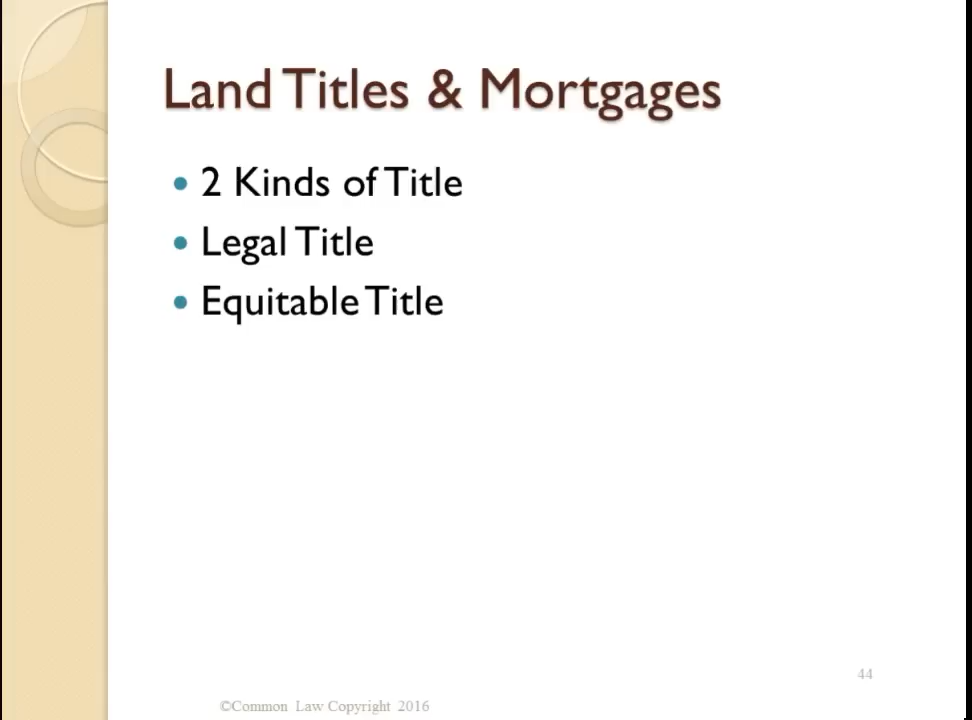 Land Titles & Mortgages
• 2 Kinds of Title
• Legal Title
• Equitable Title
44
©Common Law Copyright 2016